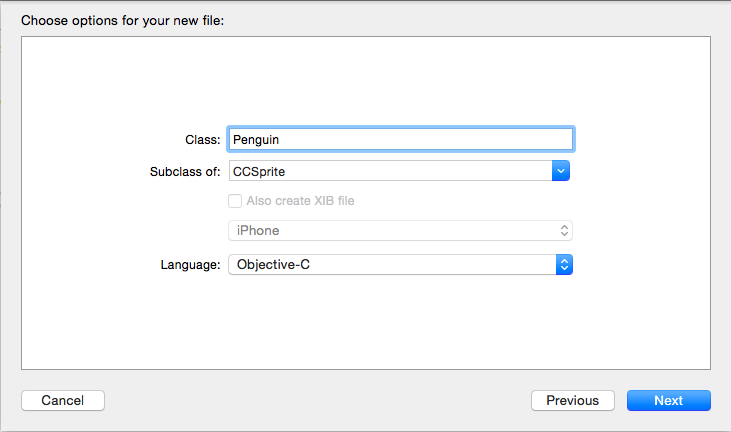 Choose options for your new file:
Class: Penguin
Subclass of: CCSprite
Also create XIB file
iPhone
Language: Objective-C
Cancel Previous Next